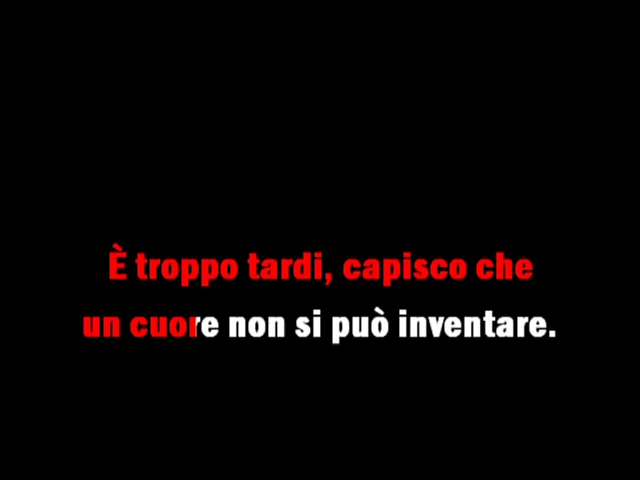 È troppo tardi, capisco che
un cuore non si può inventare.